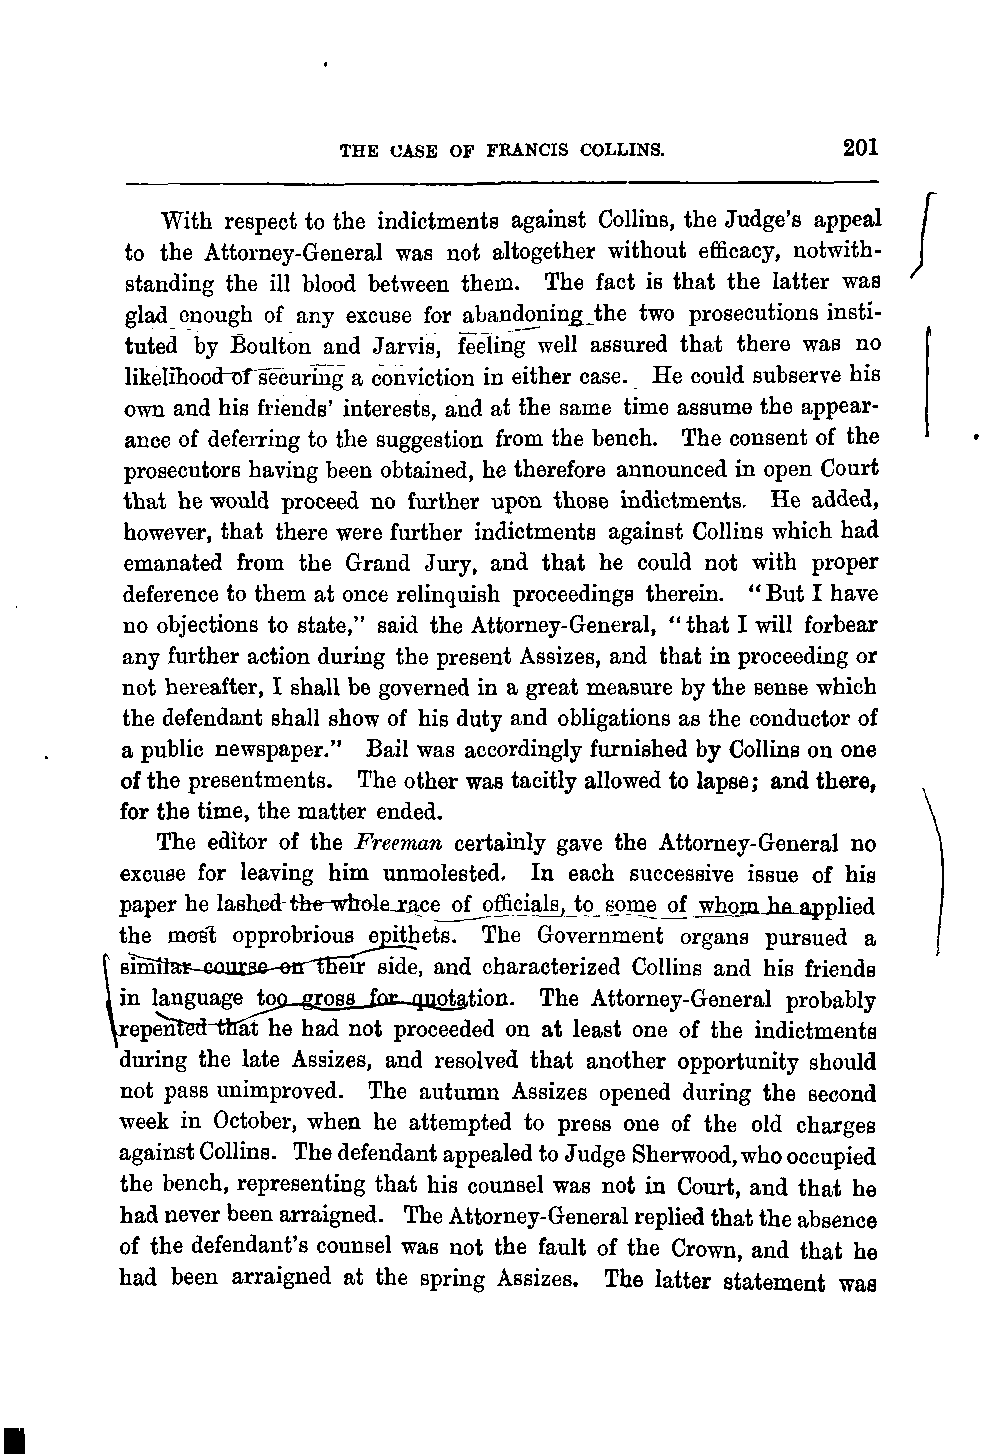 THE CASE OF FRANCIS COLLINS. 201
With respect to the indictments against Collins, the Judge's appeal
to the Attorney-General was not altogether without efficacy, notwith-
standing the ill blood between them. The fact is that the latter was
glad enough of any excuse for abandoning the two prosecutions insti-
tuted by Boulton and Jarvis, feeling well assured that there was no
likelihood of securing a conviction in either case. He could subserve his
own and his friends' interests, and at the same time assume the appear-
ance of deferring to the suggestion from the bench. The consent of the
prosecutors having been obtained, he therefore announced in open Court
that he would proceed no further upon those indictments. He added,
however, that there were further indictments against Collins which had
emanated from the Grand Jury, and that he could not with proper
deference to them at once relinquish proceedings therein. "But I have
no objections to state," said the Attorney-General, "that I will forbear
any further action during the present Assizes, and that in proceeding or
not hereafter, I shall be governed in a great measure by the sense which
the defendant shall show of his duty and obligations as the conductor of
a public newspaper." Bail was accordingly furnished by Collins on one
of the presentments. The other was tacitly allowed to lapse; and there,
for the time, the matter ended.
The editor of the Freeman certainly gave the Attorney-General no
excuse for leaving him unmolested. In each successive issue of his
paper he lashed the whole race of officials, to some of whom he applied
the most opprobrious epithets. The Government organs pursued a
similar course on their side, and characterized Collins and his friends
in language too gross for quotation. The Attorney-General probably
repented that he had not proceeded on at least one of the indictments
during the late Assizes, and resolved that another opportunity should
not pass unimproved. The autumn Assizes opened during the second
week in October, when he attempted to press one of the old charges
against Collins. The defendant appealed to Judge Sherwood, who occupied
the bench, representing that his counsel was not in Court, and that he
had never been arraigned. The Attorney-General replied that the absence
of the defendant's counsel was not the fault of the Crown, and that he
had been arraigned at the spring Assizes. The latter statement was